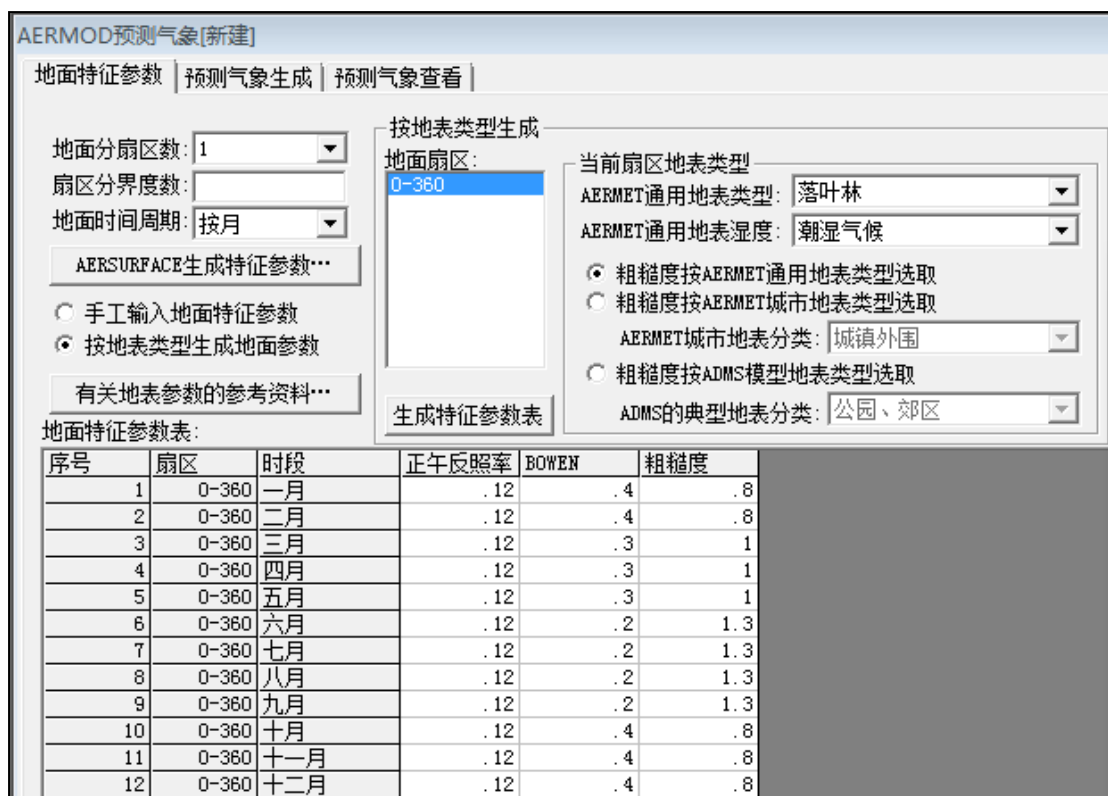 AERMOD预测气象[新建]
地面特征参数 预测气象生成 预测气象查看
地面分扇区数: 1
扇区分界度数:
地面时间周期: 按月
AERSURFACE生成特征参数…
手工输入地面特征参数
按地表类型生成地面参数
有关地表参数的参考资料…
按地表类型生成
地面扇区:
0-360
生成特征参数表
当前扇区地表类型
AERMET通用地表类型: 落叶林
AERMET通用地表湿度: 潮湿气候
粗糙度按AERMET通用地表类型选取
粗糙度按AERMET城市地表类型选取
AERMET城市地表分类: 城镇外围
粗糙度按ADMS模型地表类型选取
ADMS的典型地表分类: 公园、郊区
地面特征参数表:
序号 扇区 时段 正午反照率 BOWEN 粗糙度
1 0-360 一月 .12 .4 .8
2 0-360 二月 .12 .4 .8
3 0-360 三月 .12 .3 1
4 0-360 四月 .12 .3 1
5 0-360 五月 .12 .3 1
6 0-360 六月 .12 .2 1.3
7 0-360 七月 .12 .2 1.3
8 0-360 八月 .12 .2 1.3
9 0-360 九月 .12 .2 1.3
10 0-360 十月 .12 .4 .8
11 0-360 十一月 .12 .4 .8
12 0-360 十二月 .12 .4 .8